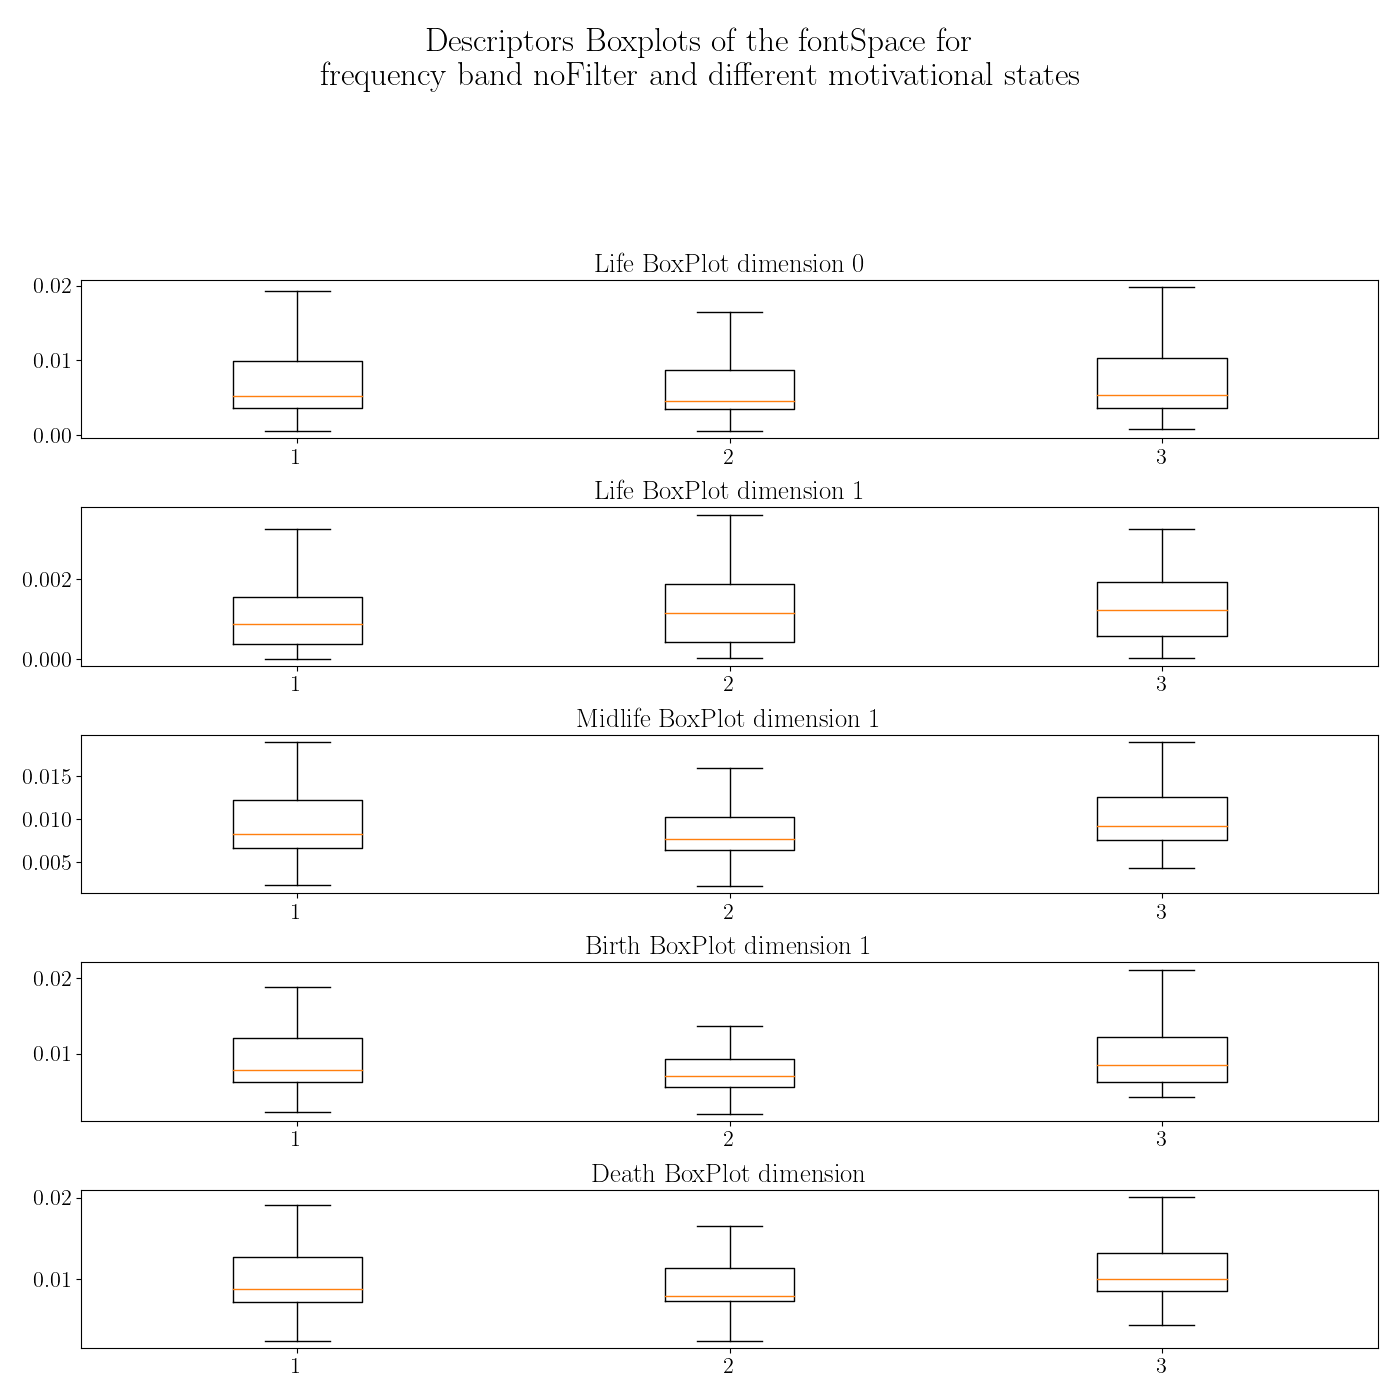 Descriptors Boxplots of the fontSpace for
frequency band noFilter and different motivational states
Life BoxPlot dimension 0
0.02
0.01
0.00
1 2 3
Life BoxPlot dimension 1
0.002
0.000
1 2 3
Midlife BoxPlot dimension 1
0.015
0.010
0.005
1 2 3
Birth BoxPlot dimension 1
0.02
0.01
1 2 3
Death BoxPlot dimension
0.02
0.01
1 2 3